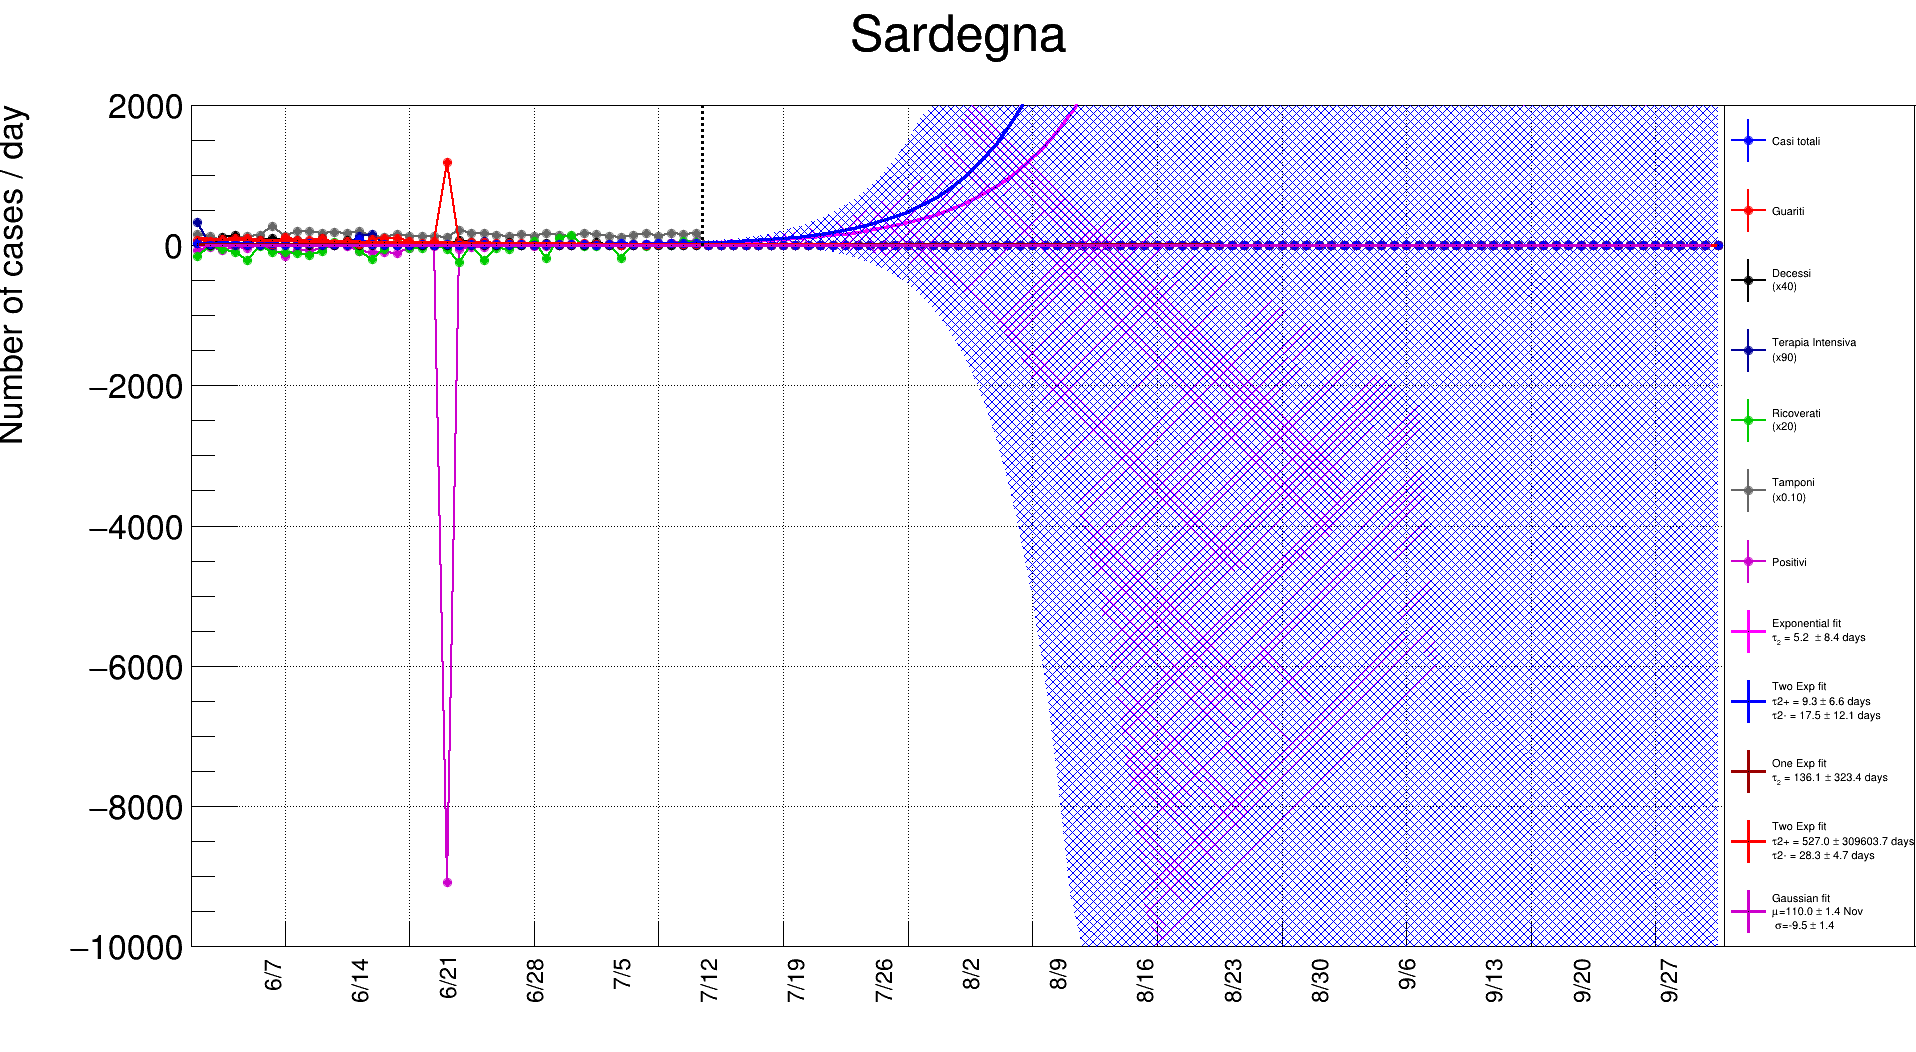 Sardegna
Number of cases / day
2000
0
−2000
−4000
−6000
−8000
−10000
6/7
6/14
6/21
6/28
7/5
7/12
7/19
7/26
8/2
8/9
8/16
8/23
8/30
9/6
9/13
9/20
9/27
Casi totali
Guariti
Decessi
(x40)
Terapia Intensiva
(x90)
Ricoverati
(x20)
Tamponi
(x0.10)
Positivi
Exponential fit
τ₂ = 5.2 ± 8.4 days
Two Exp fit
τ2+ = 9.3 ± 6.6 days
τ2- = 17.5 ± 12.1 days
One Exp fit
τ₂ = 136.1 ± 323.4 days
Two Exp fit
τ2+ = 527.0 ± 309603.7 days
τ2- = 28.3 ± 4.7 days
Gaussian fit
μ=110.0 ± 1.4 Nov
σ=-9.5 ± 1.4